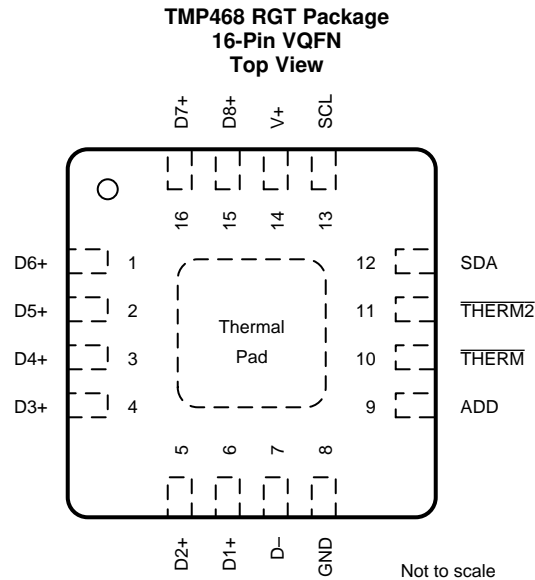 TMP468 RGT Package
16-Pin VQFN
Top View
D7+
D8+
V+
SCL
16
15
14
13
D6+ 1
12 SDA
D5+ 2
11 T̅H̅E̅R̅M̅2̅
D4+ 3
10 T̅H̅E̅R̅M̅
D3+ 4
9 ADD
Thermal
Pad
5
6
7
8
D2+
D1+
D–
GND
Not to scale